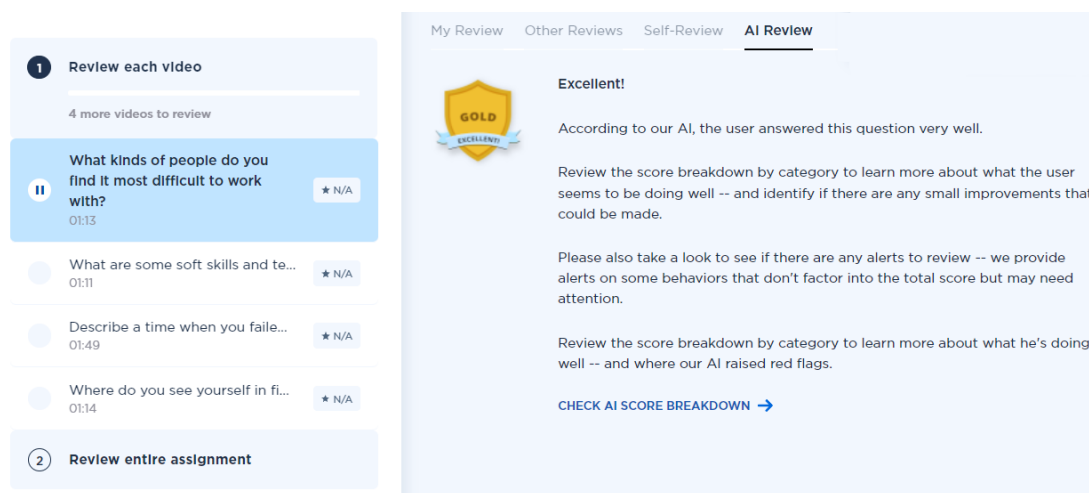 1 Review each video
4 more videos to review
What kinds of people do you
find it most difficult to work
with?
01:13
★ N/A
What are some soft skills and te...
01:11
★ N/A
Describe a time when you faile...
01:49
★ N/A
Where do you see yourself in fi...
01:14
★ N/A
2 Review entire assignment
My Review Other Reviews Self-Review AI Review
GOLD
EXCELLENT!
Excellent!
According to our AI, the user answered this question very well.
Review the score breakdown by category to learn more about what the user
seems to be doing well -- and identify if there are any small improvements that
could be made.
Please also take a look to see if there are any alerts to review -- we provide
alerts on some behaviors that don't factor into the total score but may need
attention.
Review the score breakdown by category to learn more about what he's doing
well -- and where our AI raised red flags.
CHECK AI SCORE BREAKDOWN →